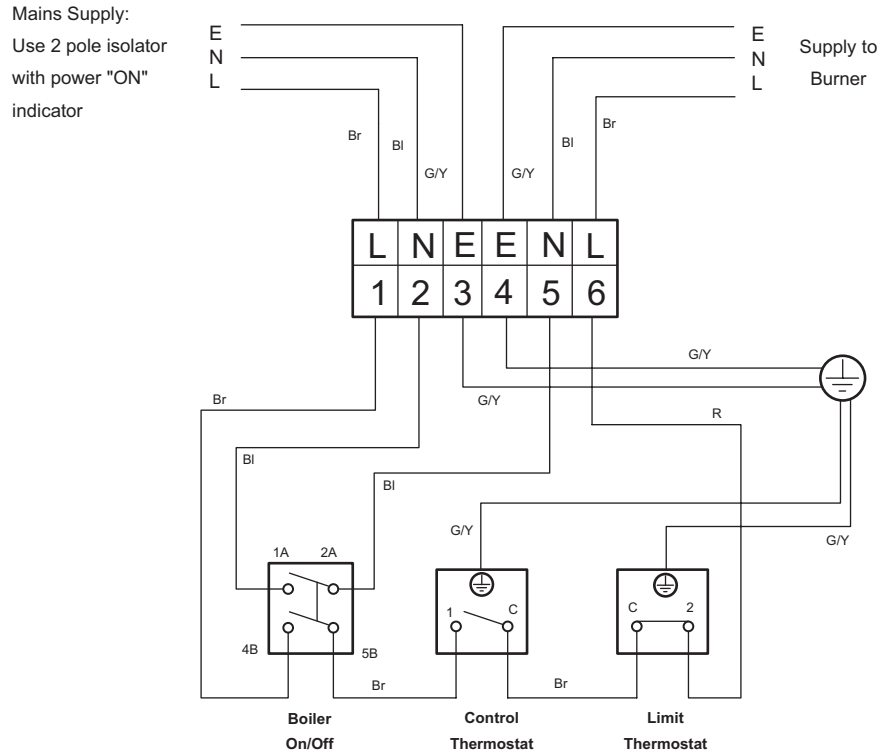 Mains Supply:
Use 2 pole isolator
with power "ON"
indicator
E
N
L
E
N
L
Supply to
Burner
Br
Bl
G/Y
G/Y
Bl
Br
L N E E N L
1 2 3 4 5 6
G/Y
G/Y
R
Br
Bl
Bl
G/Y
G/Y
1A 2A
4B 5B
1 C
C 2
Br
Br
Boiler
On/Off
Control
Thermostat
Limit
Thermostat